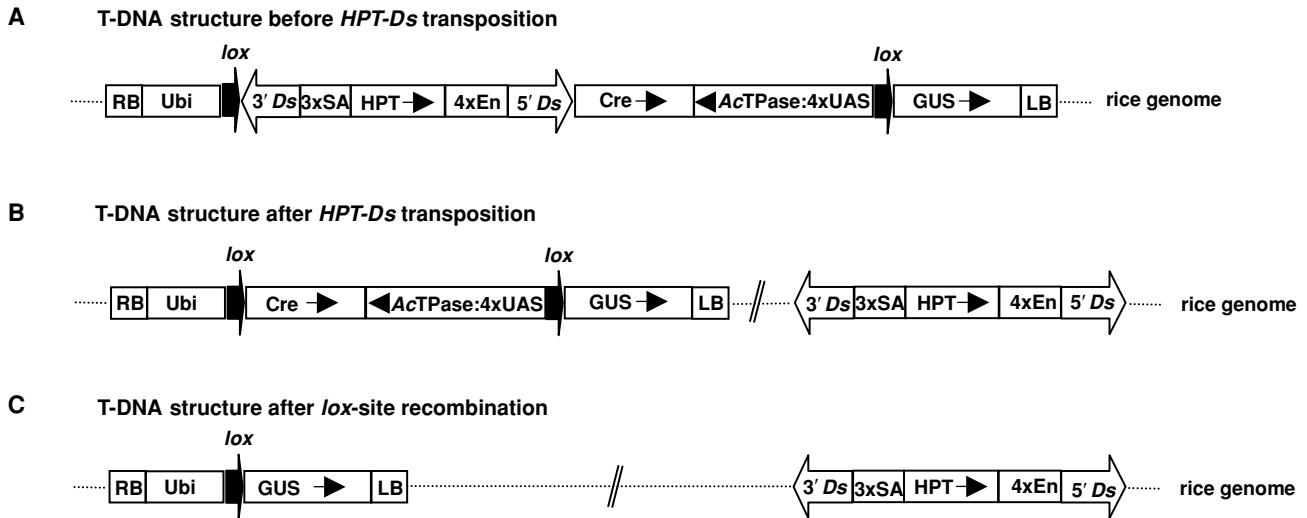 A T-DNA structure before HPT-Ds transposition
lox lox
RB Ubi 3′ Ds 3xSA HPT 4xEn 5′ Ds Cre AcTPase:4xUAS GUS LB rice genome
B T-DNA structure after HPT-Ds transposition
lox lox
RB Ubi Cre AcTPase:4xUAS GUS LB // 3′ Ds 3xSA HPT 4xEn 5′ Ds rice genome
C T-DNA structure after lox-site recombination
lox
RB Ubi GUS LB // 3′ Ds 3xSA HPT 4xEn 5′ Ds rice genome